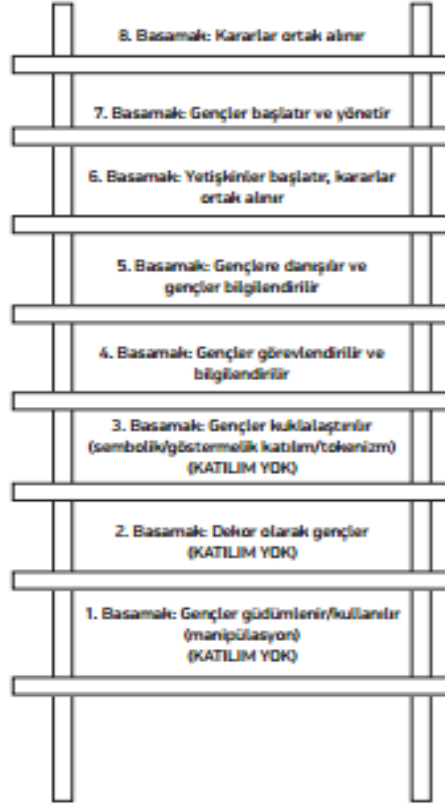 8. Basamak: Kararlar ortak alınır
7. Basamak: Gençler başlatır ve yönetir
6. Basamak: Yetişkinler başlatır, kararlar
ortak alınır
5. Basamak: Gençlere danışılır ve
gençler bilgilendirilir
4. Basamak: Gençler görevlendirilir ve
bilgilendirilir
3. Basamak: Gençler kuklalaştırılır
(sembolik/göstermelik katılım/tokenizm)
(KATILIM YOK)
2. Basamak: Dekor olarak gençler
(KATILIM YOK)
1. Basamak: Gençler güdümlenir/kullanılır
(manipülasyon)
(KATILIM YOK)